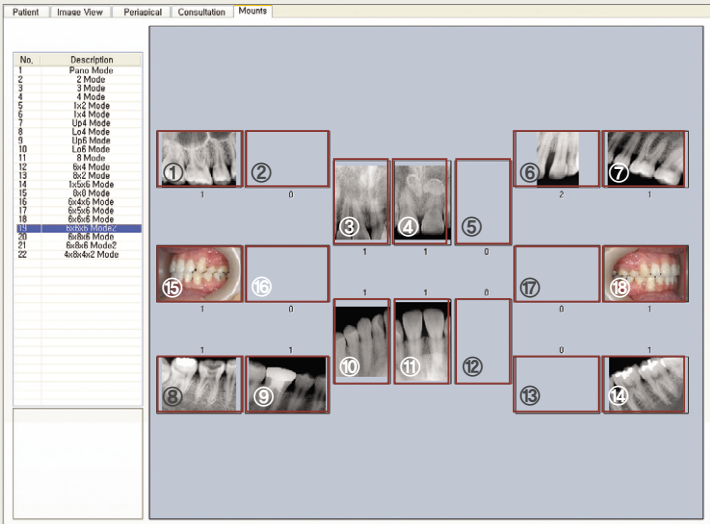 Patient Image View Periapical Consultation Mounts
No. Description
1 Pano Mode
2 2 Mode
3 3 Mode
4 4 Mode
5 1x2 Mode
6 1x4 Mode
7 Up4 Mode
8 Lo4 Mode
9 Up6 Mode
10 Lo6 Mode
11 8 Mode
12 6x4 Mode
13 8x2 Mode
14 1x5x6 Mode
15 8x8 Mode
16 6x4x6 Mode
17 6x5x6 Mode
18 6x6x6 Mode
19 6x6x6 Mode2
20 6x8x6 Mode
21 6x8x6 Mode2
22 4x8x4x2 Mode
① ② ⑥ ⑦
1 0 2 1
③ ④ ⑤
1 1 0
⑮ ⑯ ⑰ ⑱
1 0 0 1
1 1 0
⑩ ⑪ ⑫
1 1 0 1
⑧ ⑨ ⑬ ⑭